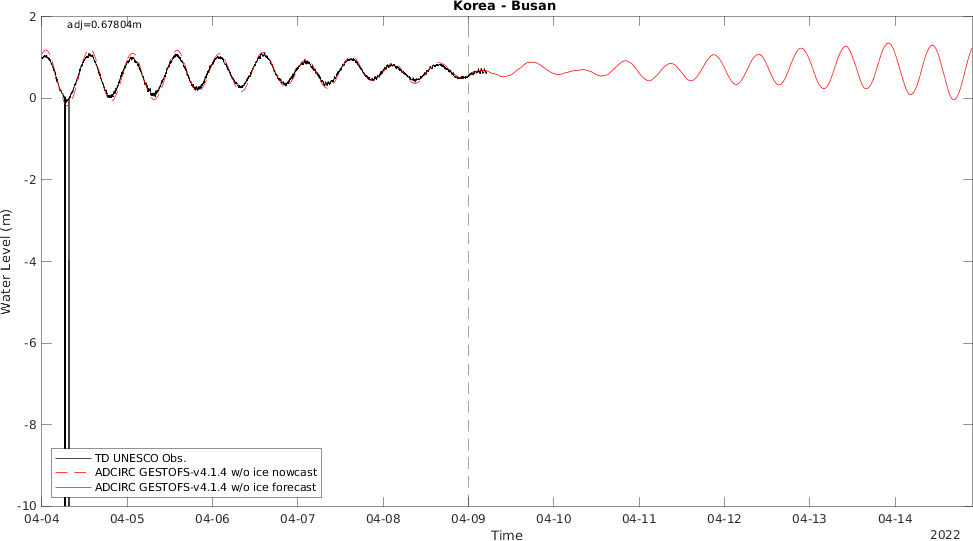 Korea - Busan
adj=0.67804m
2
0
-2
-4
-6
-8
-10
Water Level (m)
TD UNESCO Obs.
ADCIRC GESTOFS-v4.1.4 w/o ice nowcast
ADCIRC GESTOFS-v4.1.4 w/o ice forecast
04-04 04-05 04-06 04-07 04-08 04-09 04-10 04-11 04-12 04-13 04-14
Time
2022